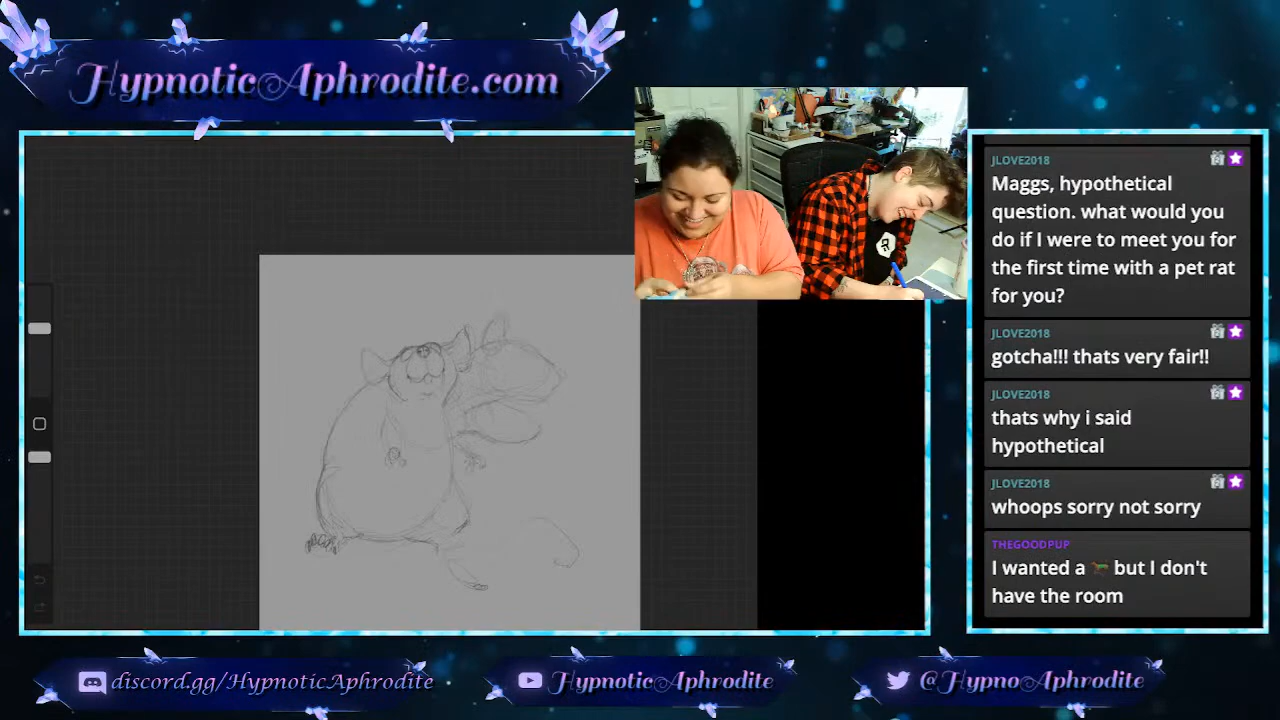 HypnoticAphrodite.com
JLOVE2018
Maggs, hypothetical
question. what would you
do if I were to meet you for
the first time with a pet rat
for you?
JLOVE2018
gotcha!!! thats very fair!!
JLOVE2018
thats why i said
hypothetical
JLOVE2018
whoops sorry not sorry
THEGOODPUP
I wanted a 🐎 but I don't
have the room
discord.gg/HypnoticAphrodite
HypnoticAphrodite
@HypnoAphrodite